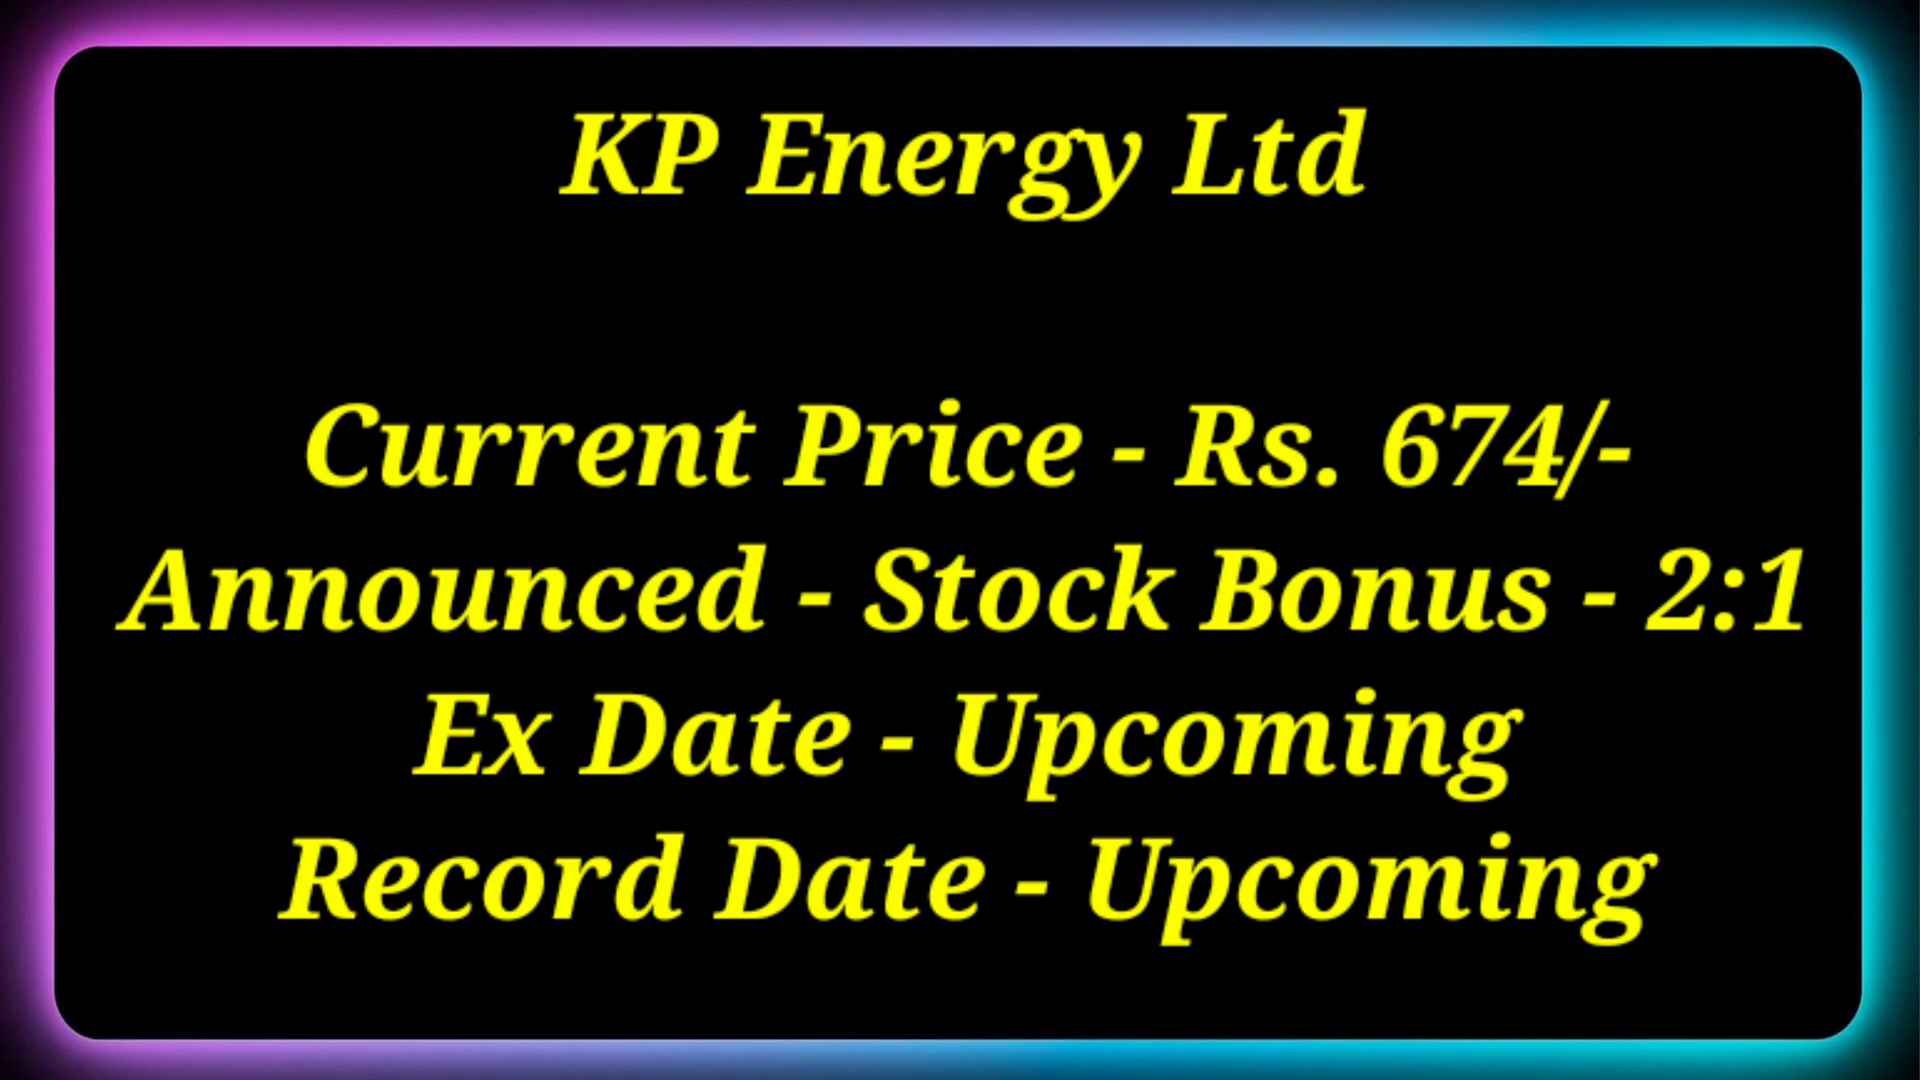 KP Energy Ltd
Current Price - Rs. 674/-
Announced - Stock Bonus - 2:1
Ex Date - Upcoming
Record Date - Upcoming